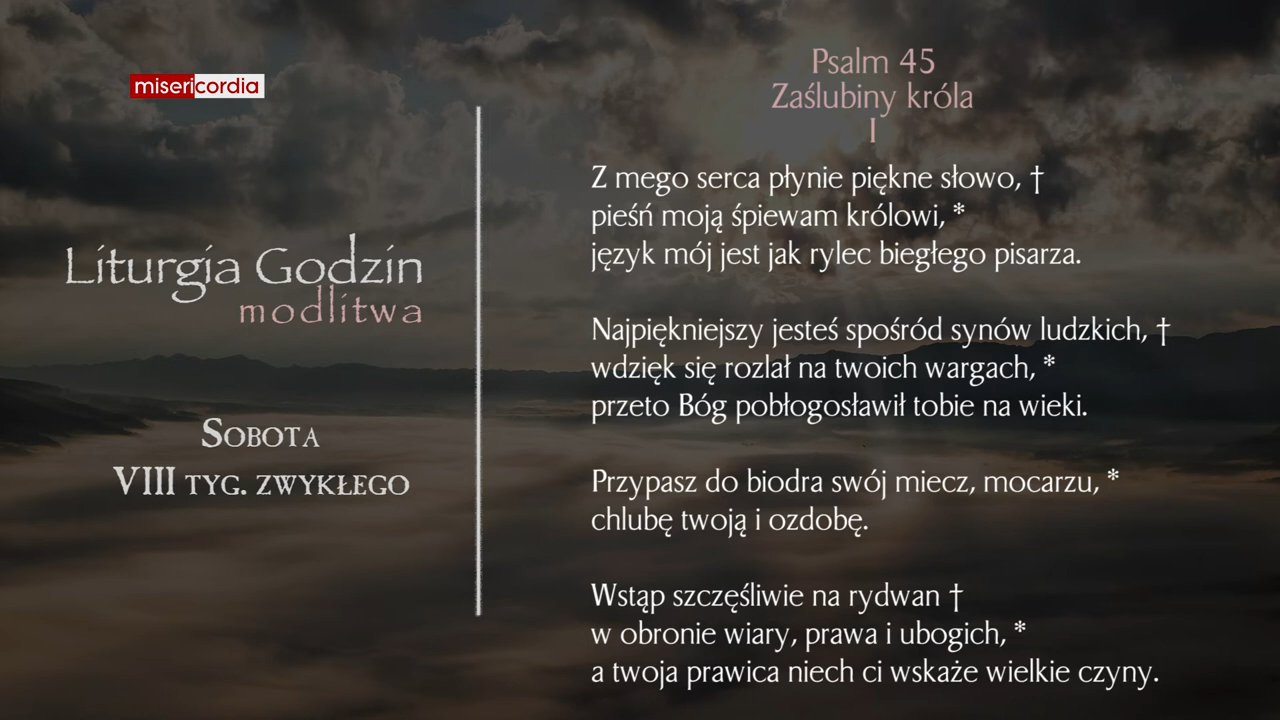 misericordia
Liturgia Godzin
modlitwa
Sobota
VIII tyg. zwykłego
Psalm 45
Zaślubiny króla
I
Z mego serca płynie piękne słowo, †
pieśń moją śpiewam królowi, *
język mój jest jak rylec biegłego pisarza.
Najpiękniejszy jesteś spośród synów ludzkich, †
wdzięk się rozlał na twoich wargach, *
przeto Bóg pobłogosławił tobie na wieki.
Przypasz do biodra swój miecz, mocarzu, *
chlubę twoją i ozdobę.
Wstąp szczęśliwie na rydwan †
w obronie wiary, prawa i ubogich, *
a twoja prawica niech ci wskaże wielkie czyny.